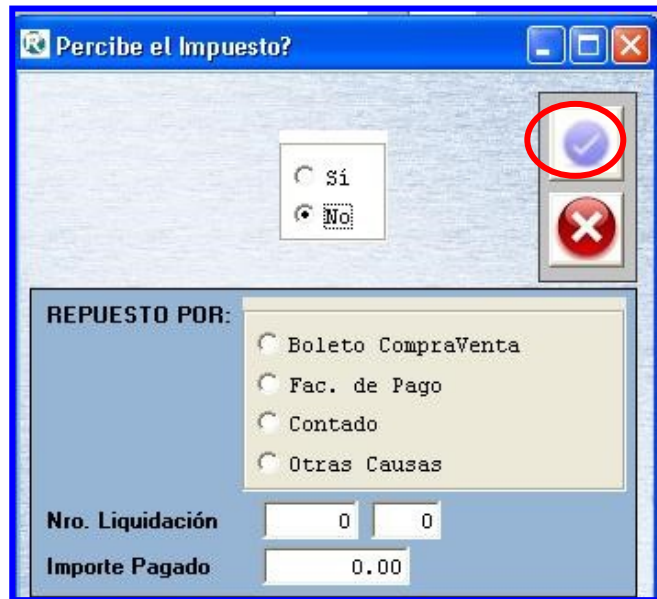 Percibe el Impuesto?
Sí
No
REPUESTO POR:
Boleto CompraVenta
Fac. de Pago
Contado
Otras Causas
Nro. Liquidación 0 0
Importe Pagado 0.00